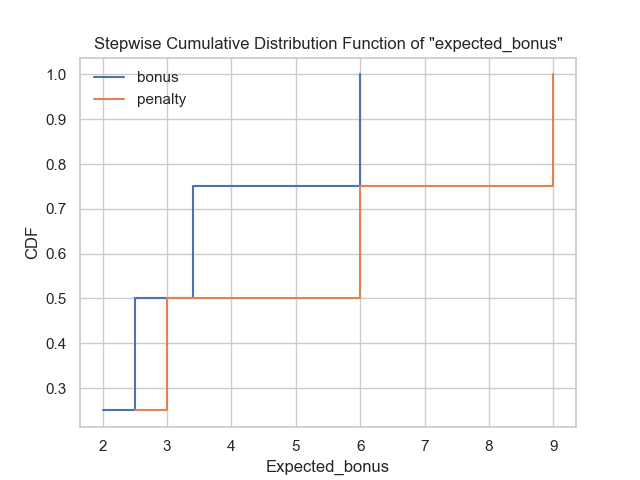 Stepwise Cumulative Distribution Function of "expected_bonus"
bonus
penalty
CDF
1.0
0.9
0.8
0.7
0.6
0.5
0.4
0.3
2 3 4 5 6 7 8 9
Expected_bonus